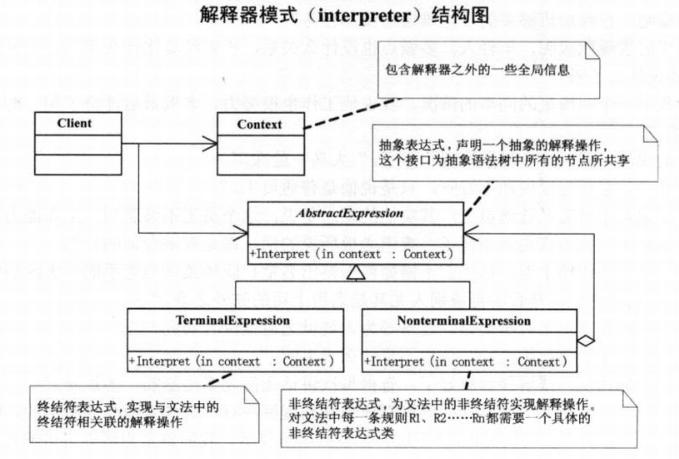 解释器模式（interpreter）结构图
包含解释器之外的一些全局信息
Client
Context
抽象表达式，声明一个抽象的解释操作，
这个接口为抽象语法树中所有的节点所共享
AbstractExpression
+Interpret(in context : Context)
TerminalExpression
NonterminalExpression
+Interpret(in context : Context)
+Interpret(in context : Context)
终结符表达式，实现与文法中的
终结符相关联的解释操作
非终结符表达式，为文法中的非终结符实现解释操作。
对文法中每一条规则R1、R2……Rn都需要一个具体的
非终结符表达式类